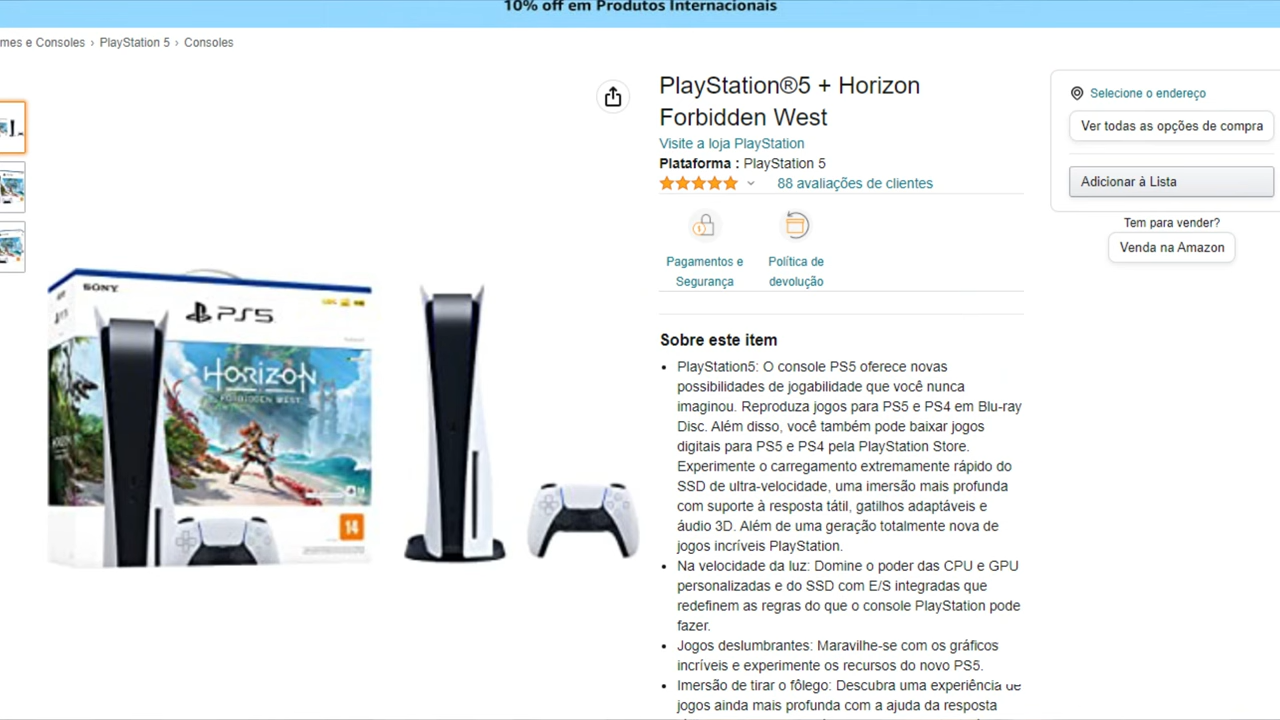 10% off em Produtos Internacionais
mes e Consoles › PlayStation 5 › Consoles
PlayStation®5 + Horizon
Forbidden West
Visite a loja PlayStation
Plataforma : PlayStation 5
88 avaliações de clientes
Pagamentos e
Segurança
Política de
devolução
Sobre este item
PlayStation5: O console PS5 oferece novas
possibilidades de jogabilidade que você nunca
imaginou. Reproduza jogos para PS5 e PS4 em Blu-ray
Disc. Além disso, você também pode baixar jogos
digitais para PS5 e PS4 pela PlayStation Store.
Experimente o carregamento extremamente rápido do
SSD de ultra-velocidade, uma imersão mais profunda
com suporte à resposta tátil, gatilhos adaptáveis e
áudio 3D. Além de uma geração totalmente nova de
jogos incríveis PlayStation.
Na velocidade da luz: Domine o poder das CPU e GPU
personalizadas e do SSD com E/S integradas que
redefinem as regras do que o console PlayStation pode
fazer.
Jogos deslumbrantes: Maravilhe-se com os gráficos
incríveis e experimente os recursos do novo PS5.
Imersão de tirar o fôlego: Descubra uma experiência de
jogos ainda mais profunda com a ajuda da resposta
Selecione o endereço
Ver todas as opções de compra
Adicionar à Lista
Tem para vender?
Venda na Amazon
SONY
PS5
HORIZON
FORBIDDEN WEST
14